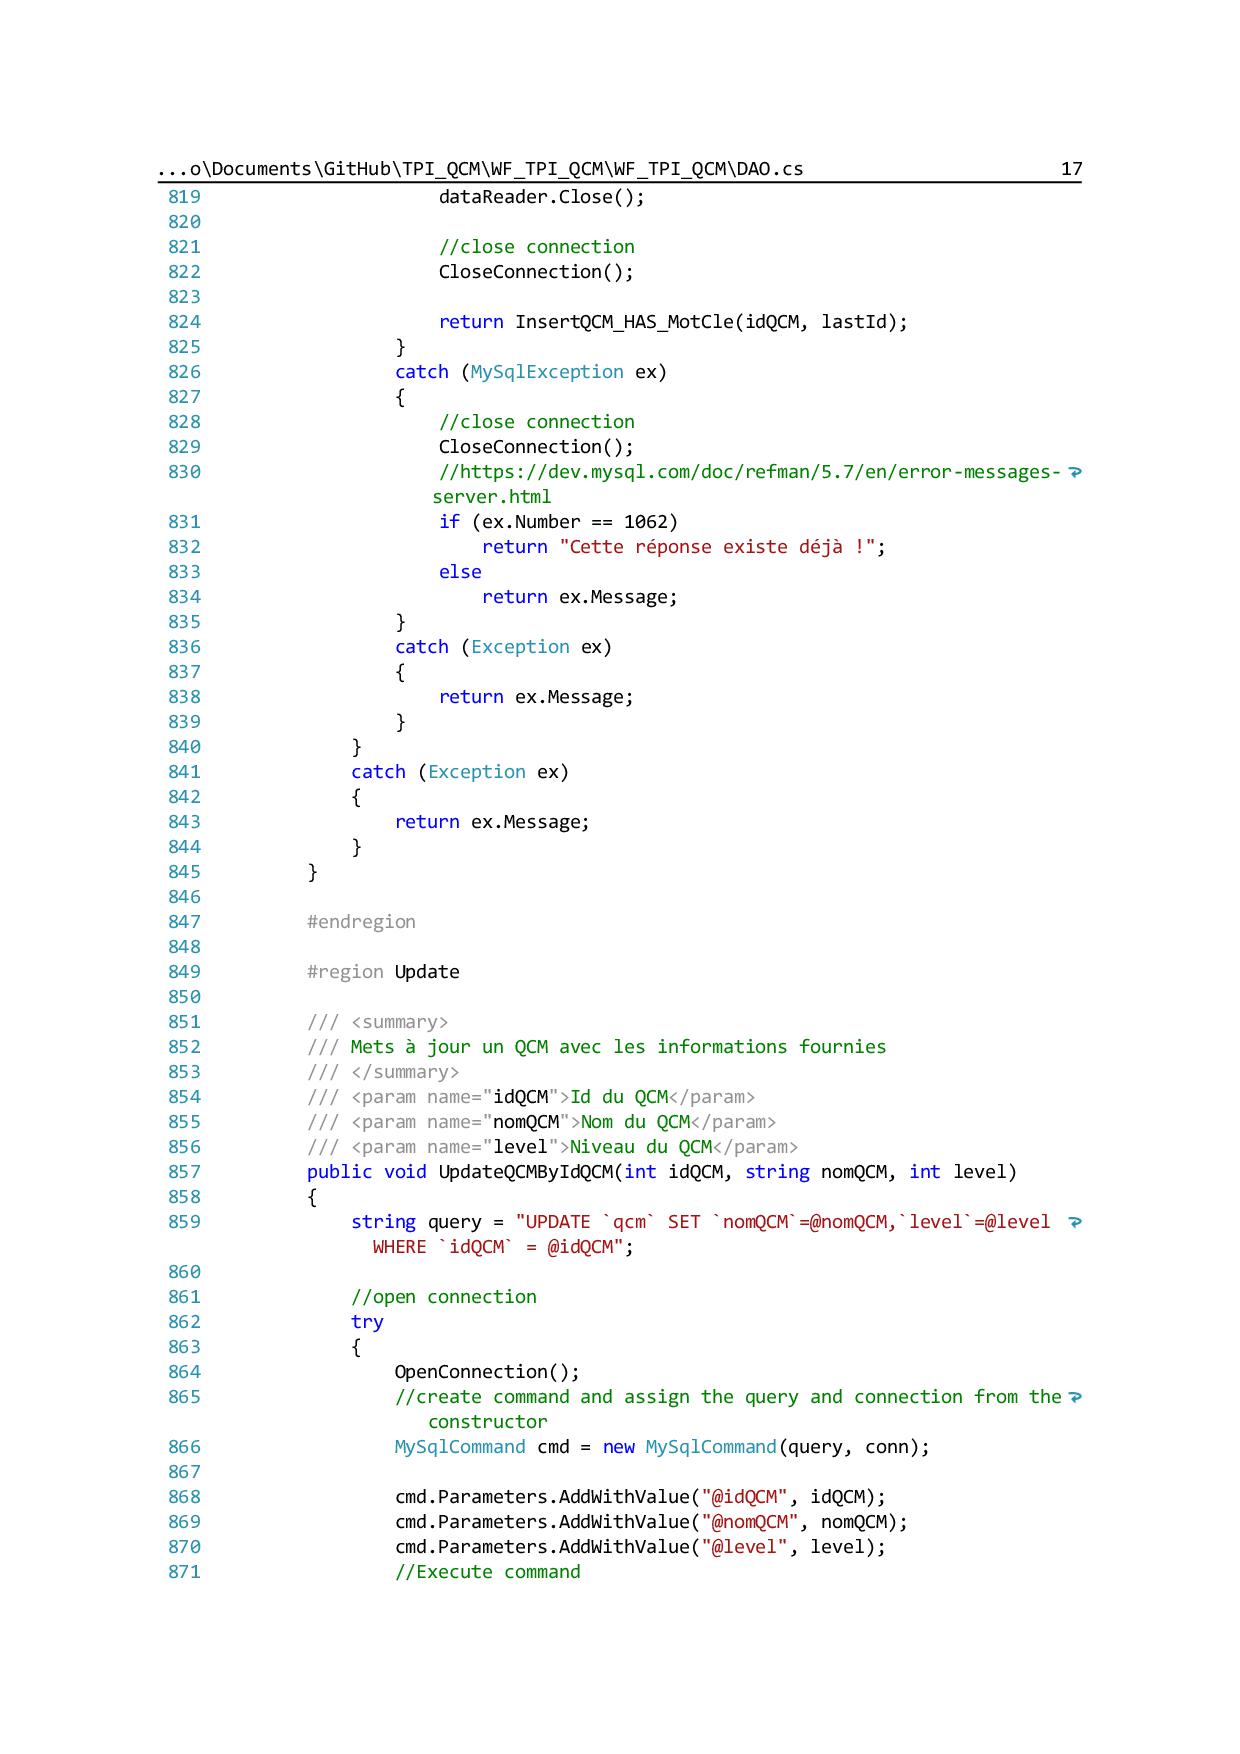 ...o\Documents\GitHub\TPI_QCM\WF_TPI_QCM\WF_TPI_QCM\DAO.cs 17
819 dataReader.Close();
820
821 //close connection
822 CloseConnection();
823
824 return InsertQCM_HAS_MotCle(idQCM, lastId);
825 }
826 catch (MySqlException ex)
827 {
828 //close connection
829 CloseConnection();
830 //https://dev.mysql.com/doc/refman/5.7/en/error-messages-
server.html
831 if (ex.Number == 1062)
832 return "Cette réponse existe déjà !";
833 else
834 return ex.Message;
835 }
836 catch (Exception ex)
837 {
838 return ex.Message;
839 }
840 }
841 catch (Exception ex)
842 {
843 return ex.Message;
844 }
845 }
846
847 #endregion
848
849 #region Update
850
851 /// <summary>
852 /// Mets à jour un QCM avec les informations fournies
853 /// </summary>
854 /// <param name="idQCM">Id du QCM</param>
855 /// <param name="nomQCM">Nom du QCM</param>
856 /// <param name="level">Niveau du QCM</param>
857 public void UpdateQCMByIdQCM(int idQCM, string nomQCM, int level)
858 {
859 string query = "UPDATE `qcm` SET `nomQCM`=@nomQCM,`level`=@level
WHERE `idQCM` = @idQCM";
860
861 //open connection
862 try
863 {
864 OpenConnection();
865 //create command and assign the query and connection from the
constructor
866 MySqlCommand cmd = new MySqlCommand(query, conn);
867
868 cmd.Parameters.AddWithValue("@idQCM", idQCM);
869 cmd.Parameters.AddWithValue("@nomQCM", nomQCM);
870 cmd.Parameters.AddWithValue("@level", level);
871 //Execute command